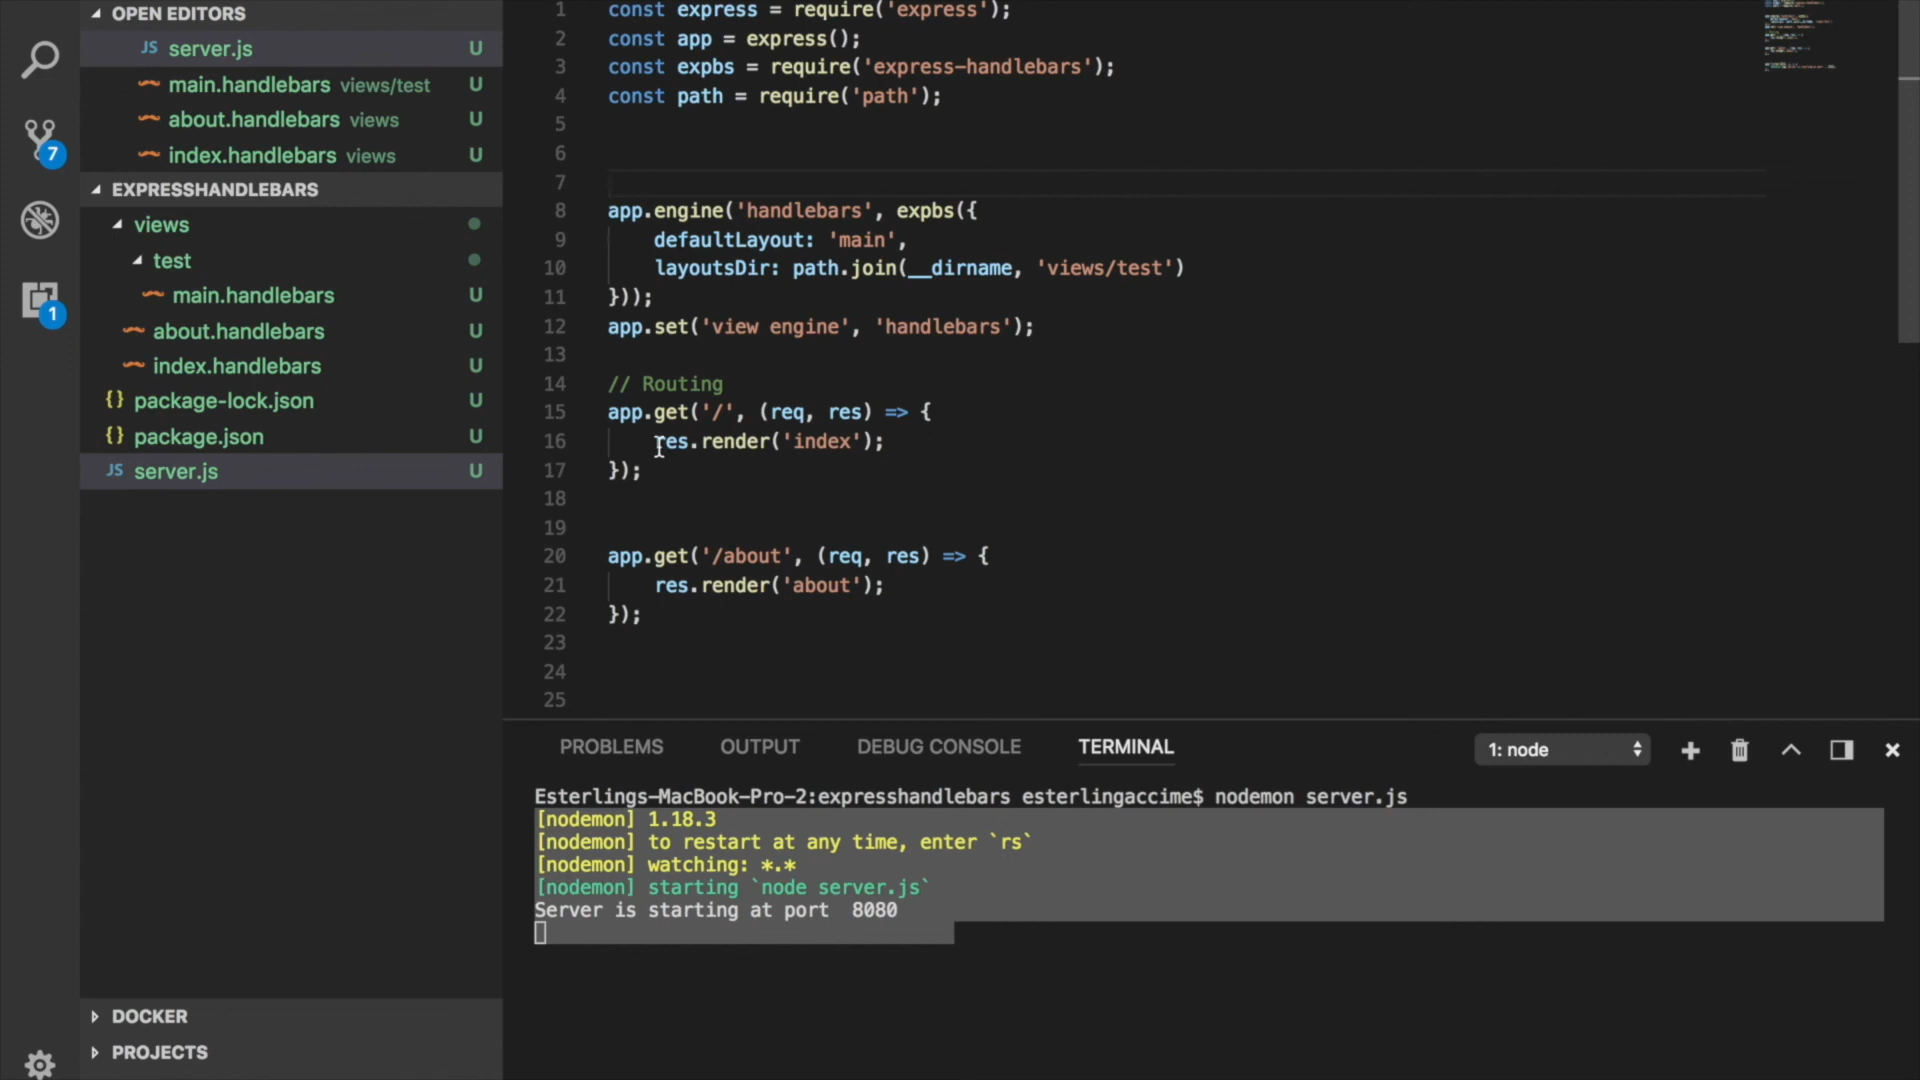 OPEN EDITORS
JS server.js U
main.handlebars views/test U
about.handlebars views U
index.handlebars views U
7
EXPRESSHANDLEBARS
views
test
1
main.handlebars U
about.handlebars U
index.handlebars U
{} package-lock.json U
{} package.json U
JS server.js U
DOCKER
PROJECTS
1 const express = require('express');
2 const app = express();
3 const expbs = require('express-handlebars');
4 const path = require('path');
5
6
7
8 app.engine('handlebars', expbs({
9 defaultLayout: 'main',
10 layoutsDir: path.join(__dirname, 'views/test')
11 }));
12 app.set('view engine', 'handlebars');
13
14 // Routing
15 app.get('/', (req, res) => {
16 res.render('index');
17 });
18
19
20 app.get('/about', (req, res) => {
21 res.render('about');
22 });
23
24
25
PROBLEMS OUTPUT DEBUG CONSOLE TERMINAL 1: node
Esterlings-MacBook-Pro-2:expresshandlebars esterlingaccime$ nodemon server.js
[nodemon] 1.18.3
[nodemon] to restart at any time, enter `rs`
[nodemon] watching: *.*
[nodemon] starting `node server.js`
Server is starting at port  8080